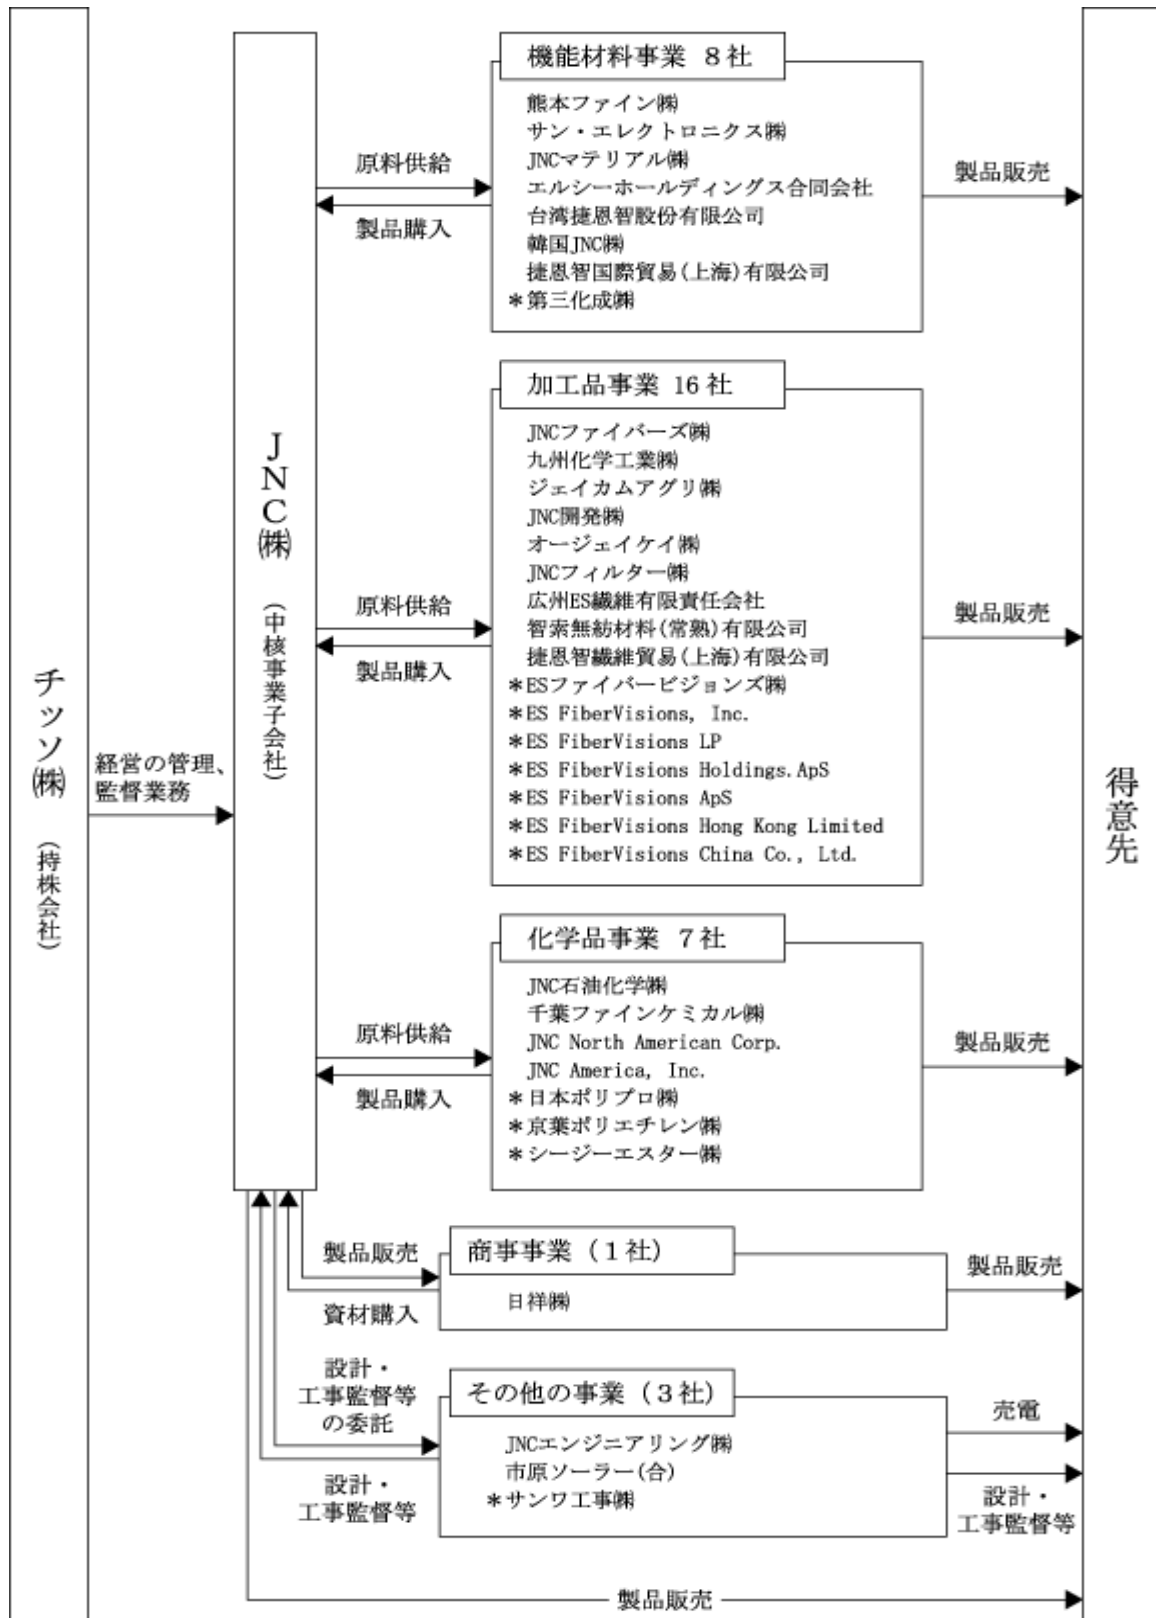 チッソ㈱
（持株会社）
経営の管理、
監督業務
JNC㈱
（中核事業子会社）
原料供給
製品購入
機能材料事業 8社
熊本ファイン㈱
サン・エレクトロニクス㈱
JNCマテリアル㈱
エルシーホールディングス合同会社
台湾捷恩智股份有限公司
韓国JNC㈱
捷恩智国際貿易(上海)有限公司
＊第三化成㈱
製品販売
原料供給
製品購入
加工品事業 16社
JNCファイバーズ㈱
九州化学工業㈱
ジェイカムアグリ㈱
JNC開発㈱
オージェイケイ㈱
JNCフィルター㈱
広州ES繊維有限責任会社
智索無紡材料(常熟)有限公司
捷恩智繊維貿易(上海)有限公司
＊ESファイバービジョンズ㈱
＊ES FiberVisions, Inc.
＊ES FiberVisions LP
＊ES FiberVisions Holdings.ApS
＊ES FiberVisions ApS
＊ES FiberVisions Hong Kong Limited
＊ES FiberVisions China Co., Ltd.
製品販売
原料供給
製品購入
化学品事業 7社
JNC石油化学㈱
千葉ファインケミカル㈱
JNC North American Corp.
JNC America, Inc.
＊日本ポリプロ㈱
＊京葉ポリエチレン㈱
＊シージーエスター㈱
製品販売
製品販売
資材購入
商事事業（1社）
日祥㈱
製品販売
設計・
工事監督等
の委託
設計・
工事監督等
その他の事業（3社）
JNCエンジニアリング㈱
市原ソーラー(合)
＊サンワ工事㈱
売電
設計・
工事監督等
製品販売
得意先